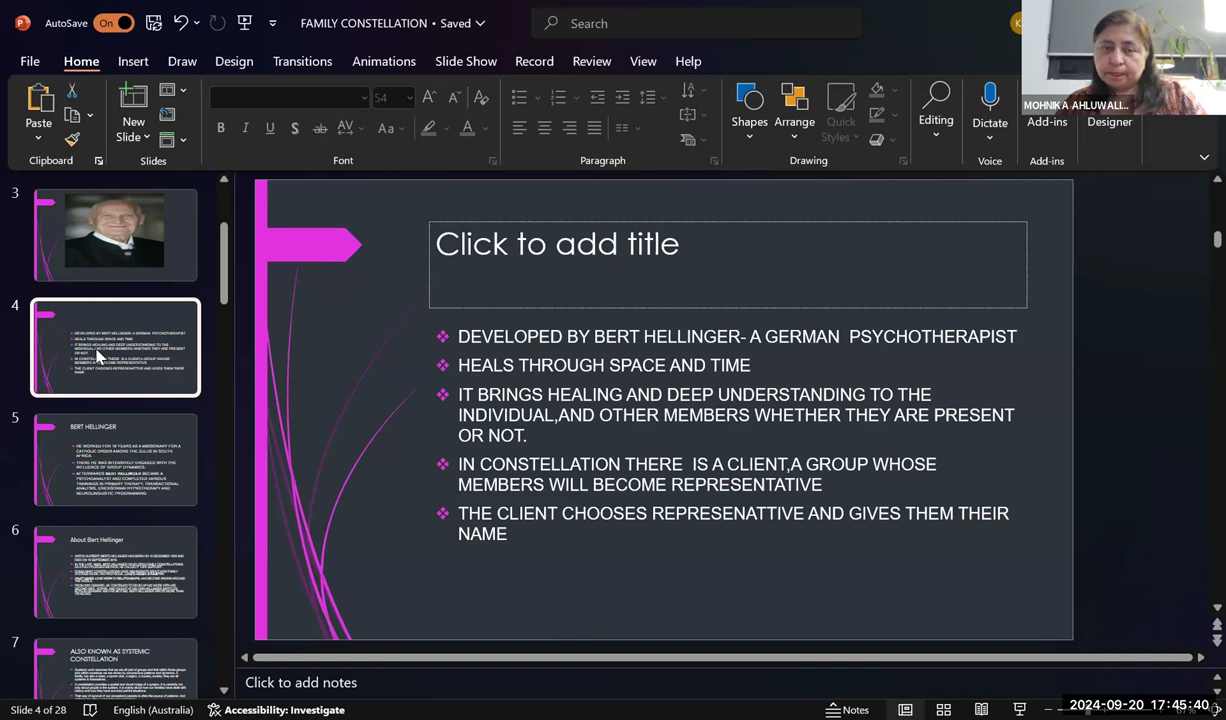 AutoSave On FAMILY CONSTELLATION • Saved Search
MOHNIKA AHLUWALI...
File Home Insert Draw Design Transitions Animations Slide Show Record Review View Help
Paste New Slide 54 Shapes Arrange Quick Styles Editing Dictate Add-ins Designer
Clipboard Slides Font Paragraph Drawing Voice Add-ins
3
4
5
BERT HELLINGER
6
About Bert Hellinger
7
ALSO KNOWN AS SYSTEMIC
CONSTELLATION
Click to add title
DEVELOPED BY BERT HELLINGER- A GERMAN PSYCHOTHERAPIST
HEALS THROUGH SPACE AND TIME
IT BRINGS HEALING AND DEEP UNDERSTANDING TO THE
INDIVIDUAL,AND OTHER MEMBERS WHETHER THEY ARE PRESENT
OR NOT.
IN CONSTELLATION THERE IS A CLIENT,A GROUP WHOSE
MEMBERS WILL BECOME REPRESENTATIVE
THE CLIENT CHOOSES REPRESENATTIVE AND GIVES THEM THEIR
NAME
Click to add notes
Slide 4 of 28 English (Australia) Accessibility: Investigate Notes
2024-09-20 17:45:40